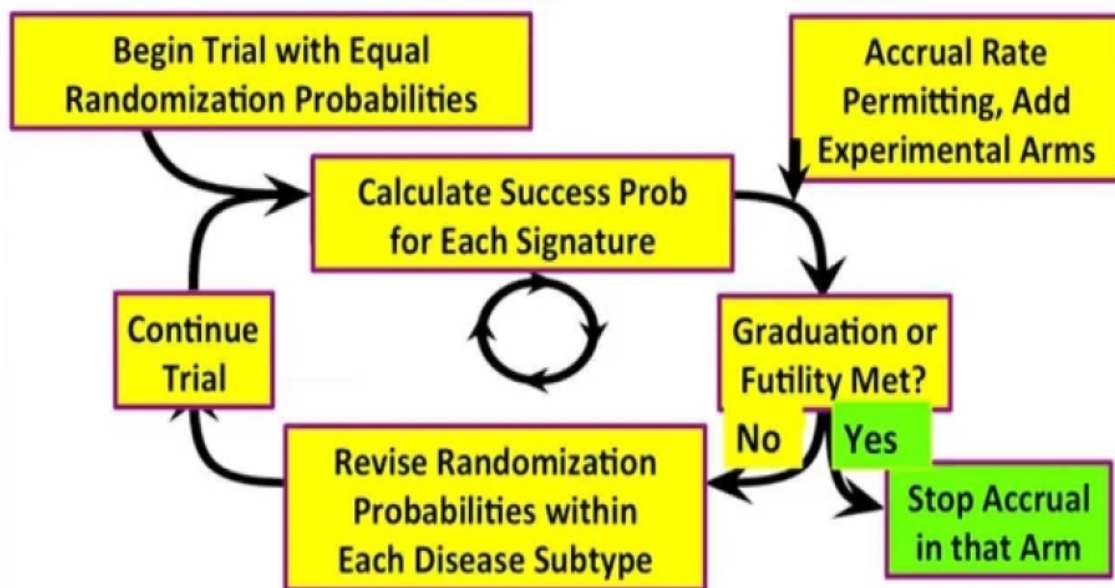 Begin Trial with Equal
Randomization Probabilities
Accrual Rate
Permitting, Add
Experimental Arms
Calculate Success Prob
for Each Signature
Graduation or
Futility Met?
No
Yes
Stop Accrual
in that Arm
Revise Randomization
Probabilities within
Each Disease Subtype
Continue
Trial